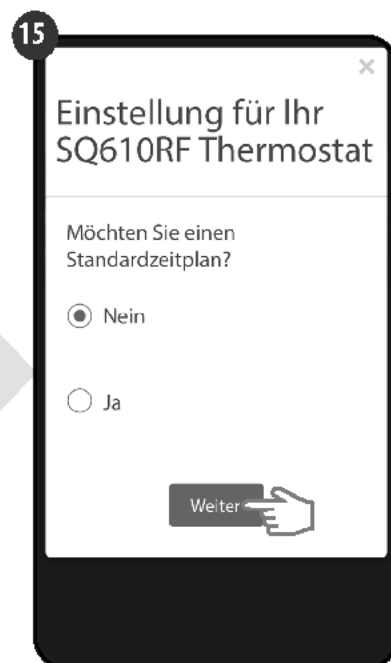 15
×
Einstellung für Ihr
SQ610RF Thermostat
Möchten Sie einen
Standardzeitplan?
Nein
Ja
Weiter